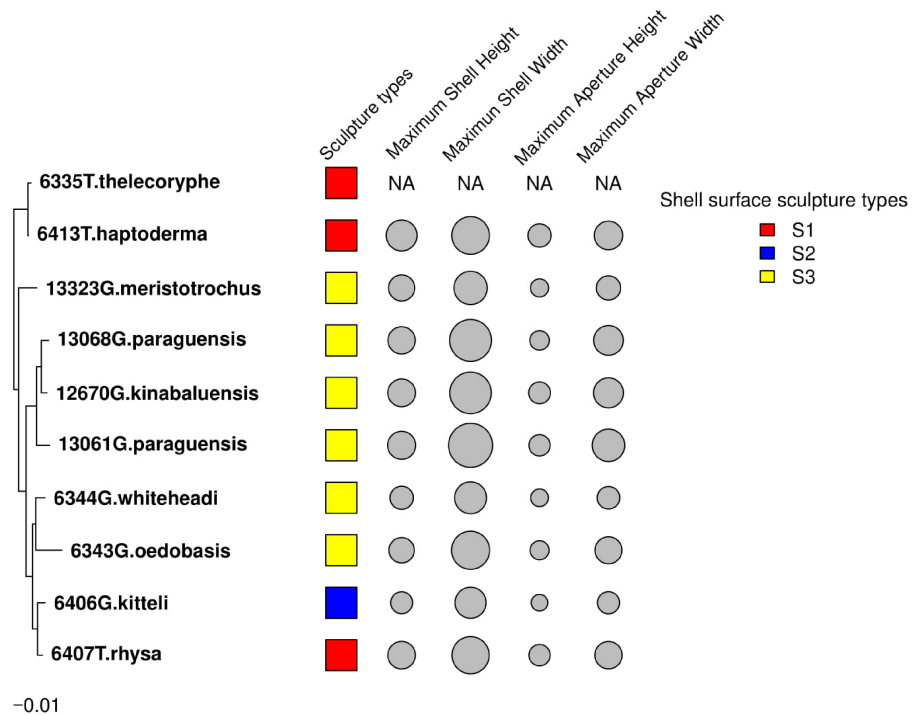 Sculpture types
Maximum Shell Height
Maximun Shell Width
Maximum Aperture Height
Maximum Aperture Width
6335T.thelecoryphe NA NA NA NA
6413T.haptoderma
13323G.meristotrochus
13068G.paraguensis
12670G.kinabaluensis
13061G.paraguensis
6344G.whiteheadi
6343G.oedobasis
6406G.kitteli
6407T.rhysa
−0.01
Shell surface sculpture types
S1
S2
S3